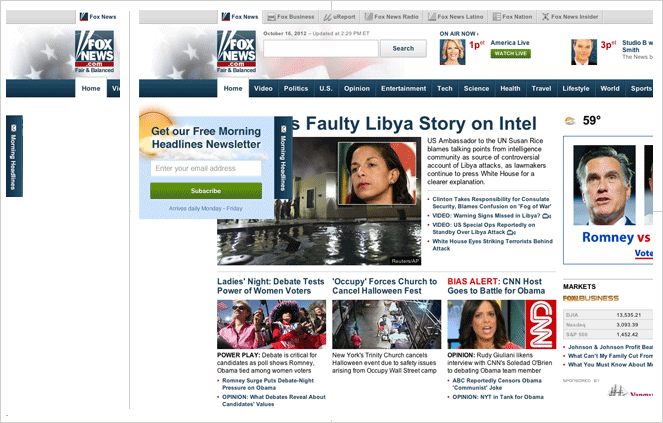 Fox News
FOX
NEWS
.com
Fair & Balanced
Home
Morning Headlines
Fox News
Fox Business
uReport
Fox News Radio
Fox News Latino
Fox Nation
Fox News Insider
FOX
NEWS
.com
Fair & Balanced
October 16, 2012 – Updated at 2:29 PM ET
Search
ON AIR NOW ›
1pET
America Live
WATCH LIVE
3pET
Studio B w
Smith
The News b
Home
Video
Politics
U.S.
Opinion
Entertainment
Tech
Science
Health
Travel
Lifestyle
World
Sports
Get our Free Morning
Headlines Newsletter
Enter your email address
Subscribe
Arrives daily Monday - Friday
Morning Headlines
s Faulty Libya Story on Intel
Reuters/AP
US Ambassador to the UN Susan Rice
blames talking points from intelligence
community as source of controversial
account of Libya attacks, as lawmakers
continue to press White House for a
clearer explanation.
Clinton Takes Responsibility for Consulate
Security, Blames Confusion on 'Fog of War'
VIDEO: Warning Signs Missed in Libya?
VIDEO: US Special Ops Reportedly on
Standby Over Libya Attack
White House Eyes Striking Terrorists Behind
Attack
59°
Romney vs
Vote
Ladies' Night: Debate Tests
Power of Women Voters
POWER PLAY: Debate is critical for
candidates as poll shows Romney,
Obama tied among women voters
Romney Surge Puts Debate-Night
Pressure on Obama
OPINION: What Debates Reveal About
Candidates' Values
'Occupy' Forces Church to
Cancel Halloween Fest
New York's Trinity Church cancels
Halloween event due to safety issues
arising from Occupy Wall Street camp
BIAS ALERT: CNN Host
Goes to Battle for Obama
CNN
OPINION: Rudy Giuliani likens
interview with CNN's Soledad O'Brien
to debating Obama team member
ABC Reportedly Censors Obama
'Communist' Joke
OPINION: NYT in Tank for Obama
MARKETS
FOX BUSINESS
DJIA 13,535.21
Nasdaq 3,093.39
S&P 500 1,452.42
Johnson & Johnson Profit Beat
What Can't My Family Cut From
What You Must Know About Me
SPONSORED BY